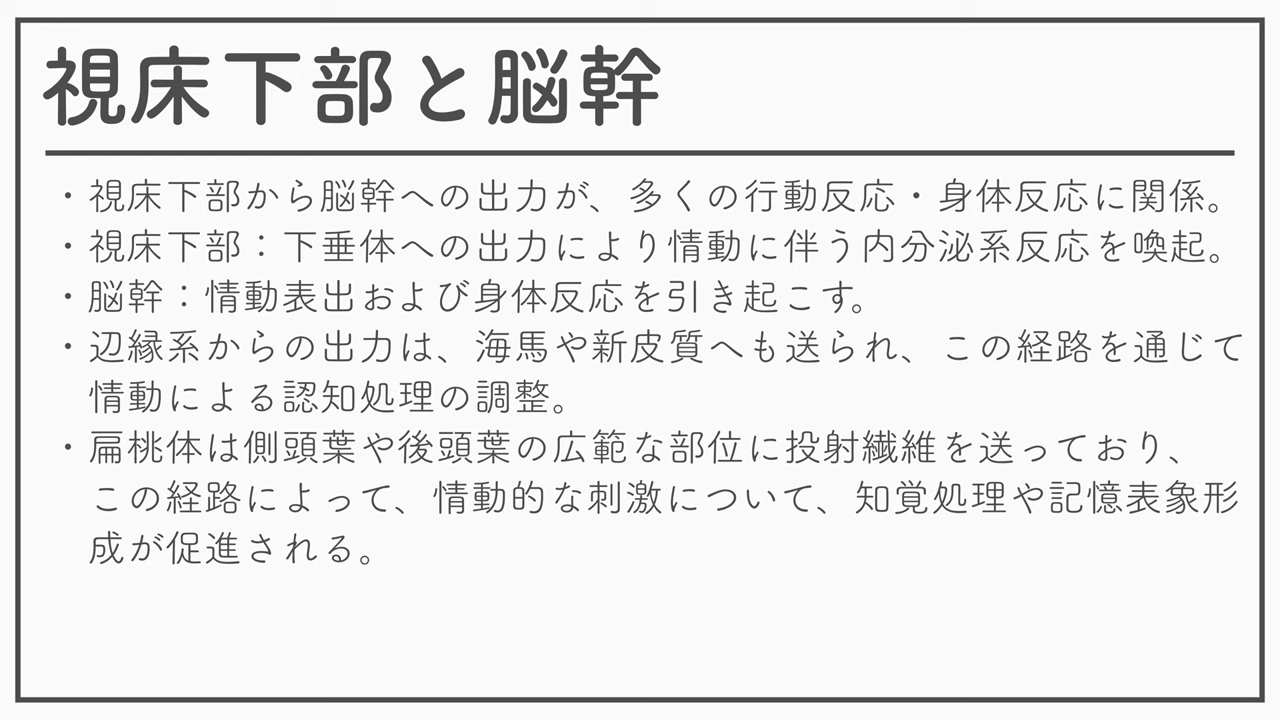 視床下部と脳幹
・視床下部から脳幹への出力が、多くの行動反応・身体反応に関係。
・視床下部：下垂体への出力により情動に伴う内分泌系反応を喚起。
・脳幹：情動表出および身体反応を引き起こす。
・辺縁系からの出力は、海馬や新皮質へも送られ、この経路を通じて
情動による認知処理の調整。
・扁桃体は側頭葉や後頭葉の広範な部位に投射繊維を送っており、
この経路によって、情動的な刺激について、知覚処理や記憶表象形
成が促進される。